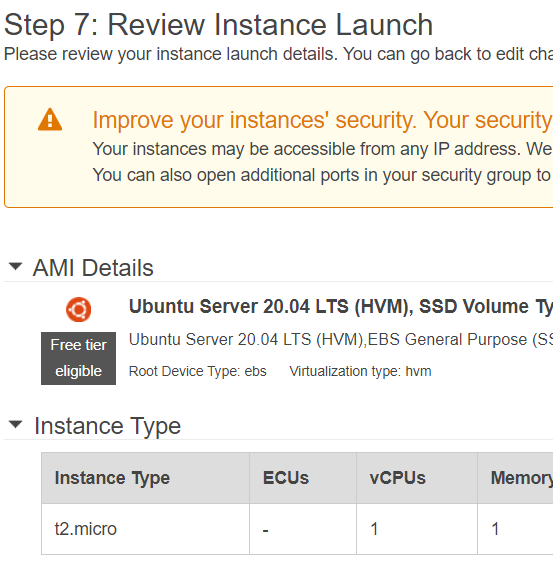 Step 7: Review Instance Launch
Please review your instance launch details. You can go back to edit cha
Improve your instances' security. Your security
Your instances may be accessible from any IP address. We
You can also open additional ports in your security group to
AMI Details
Ubuntu Server 20.04 LTS (HVM), SSD Volume Ty
Free tier
eligible
Ubuntu Server 20.04 LTS (HVM),EBS General Purpose (SS
Root Device Type: ebs Virtualization type: hvm
Instance Type
Instance Type ECUs vCPUs Memory
t2.micro - 1 1